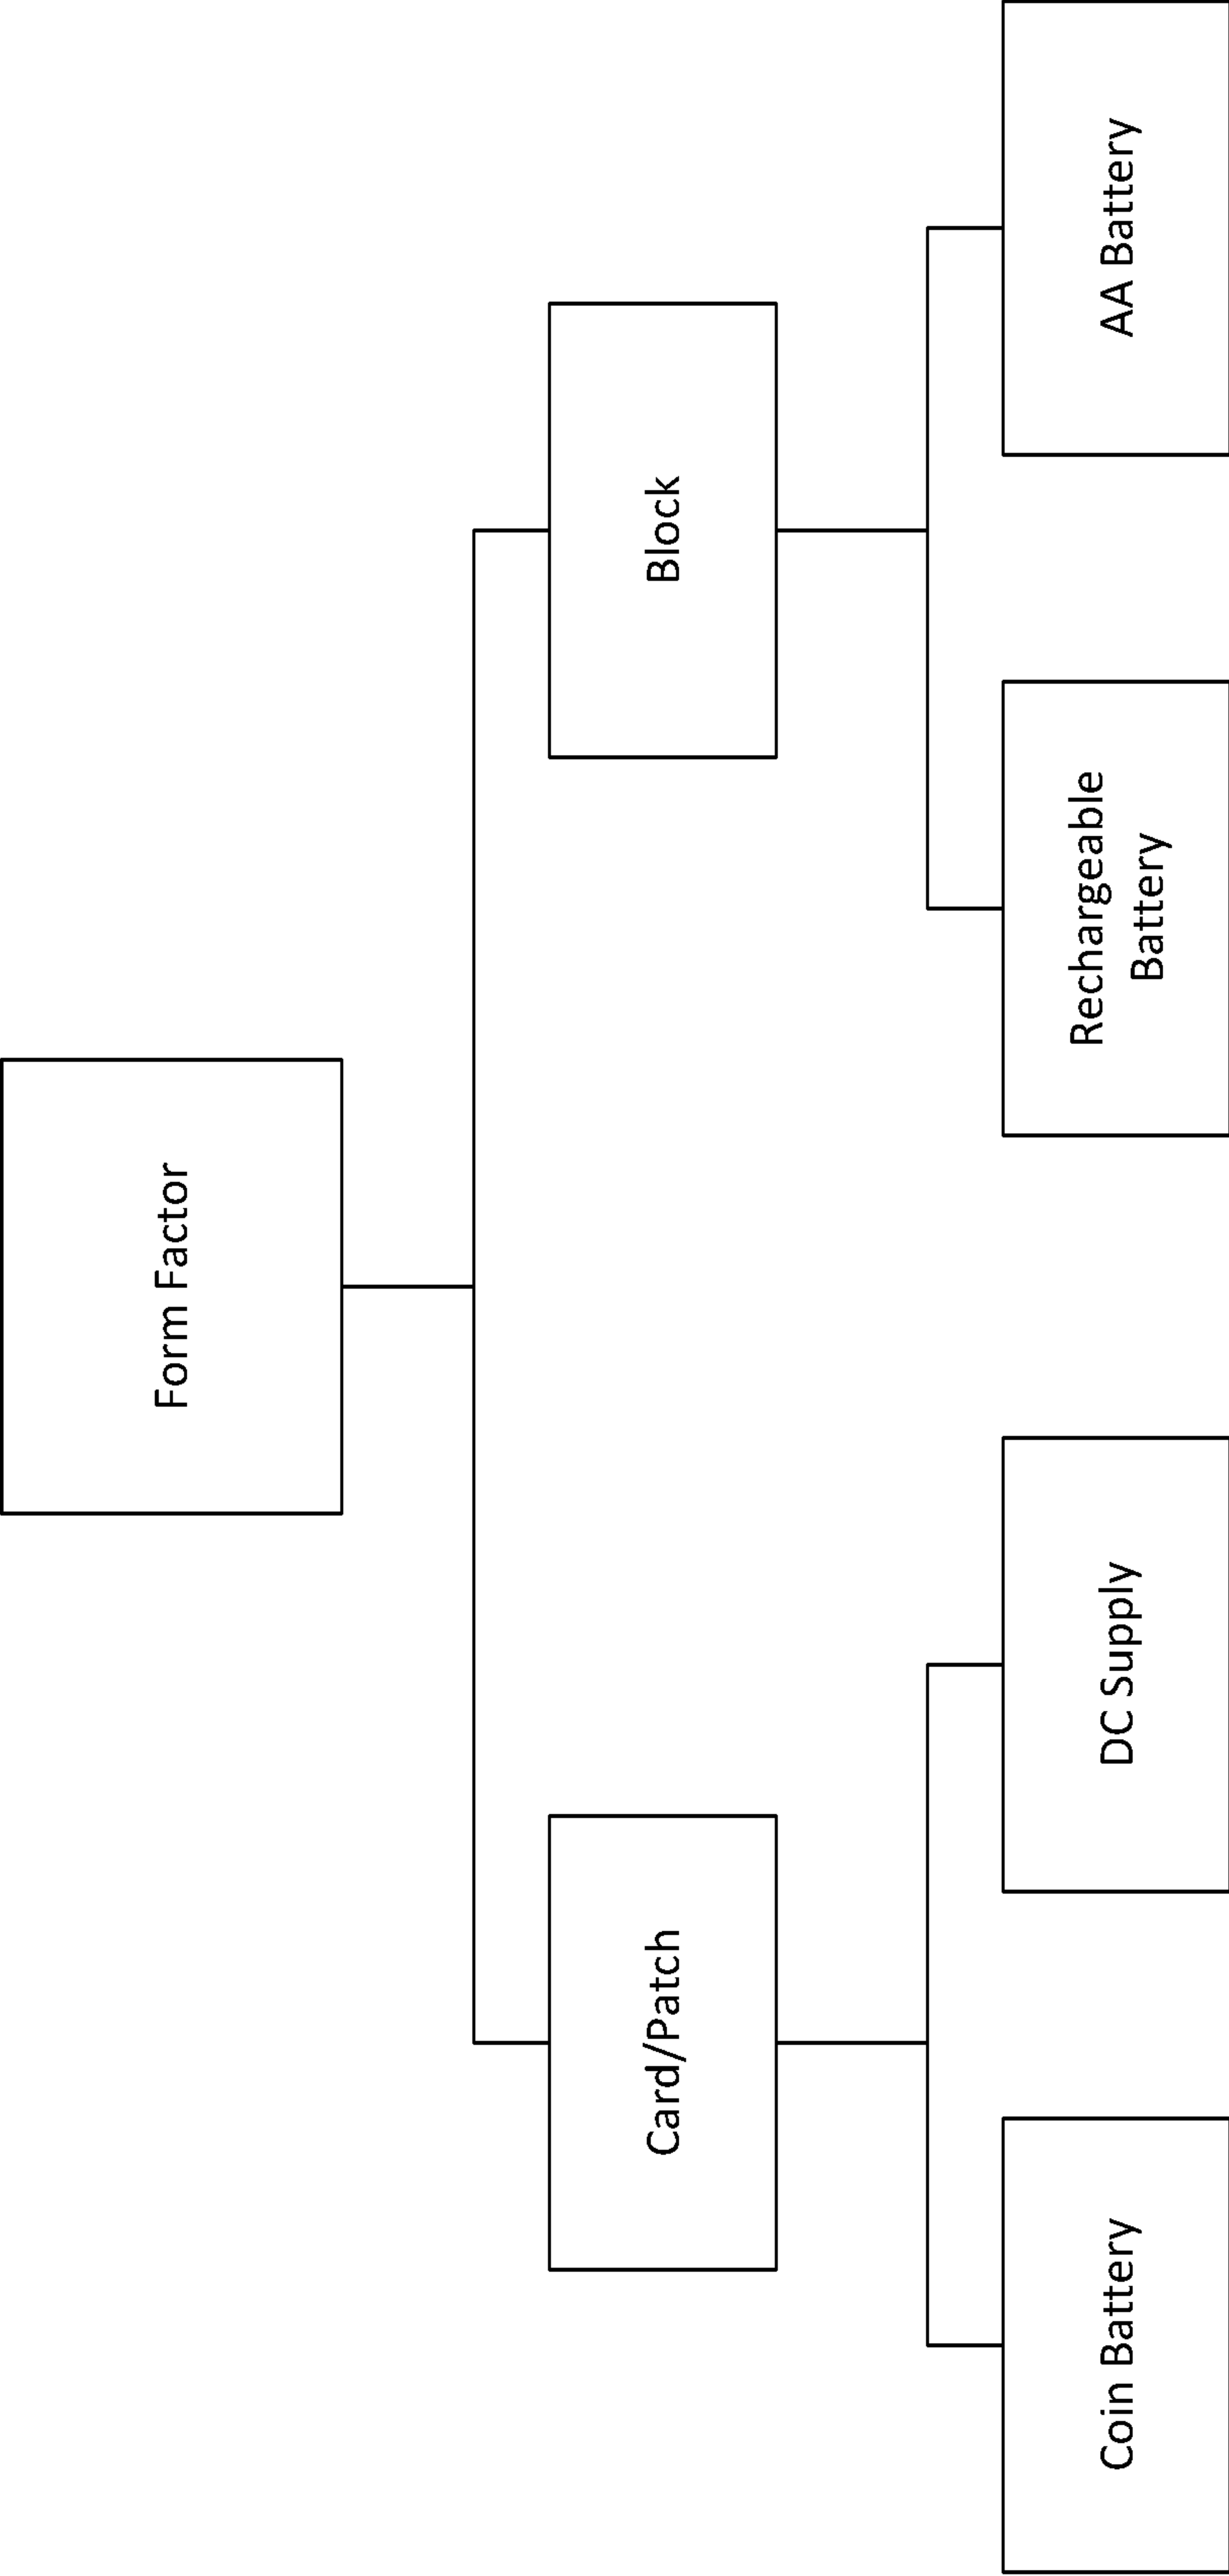 Form Factor
Card/Patch
Block
Coin Battery
DC Supply
Rechargeable
Battery
AA Battery